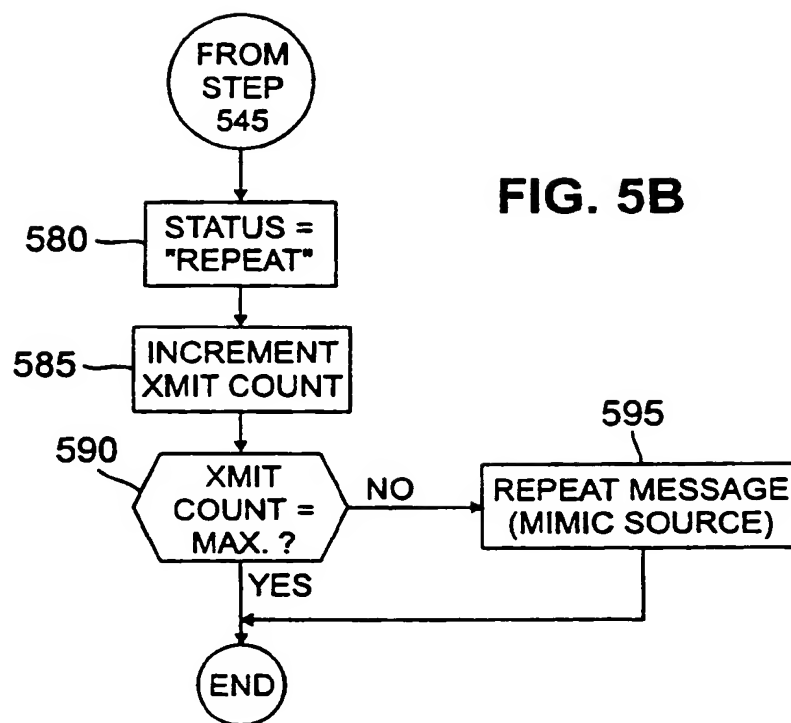 FROM
STEP
545
FIG. 5B
580
STATUS =
"REPEAT"
585
INCREMENT
XMIT COUNT
590
XMIT
COUNT =
MAX. ?
NO
YES
595
REPEAT MESSAGE
(MIMIC SOURCE)
END